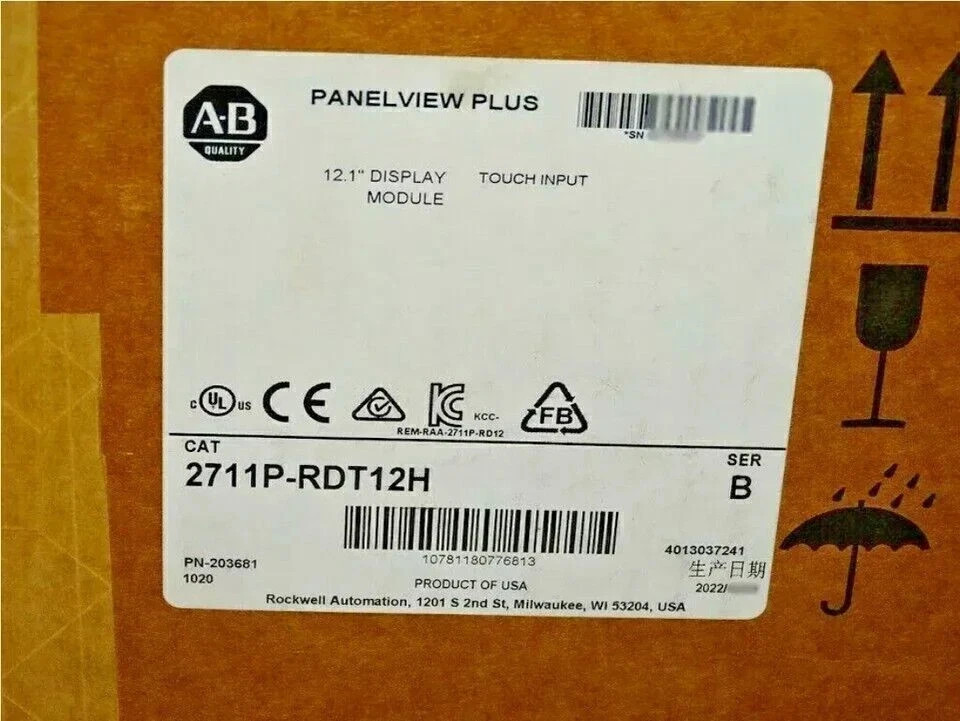 A-B
QUALITY
PANELVIEW PLUS
*SN
12.1" DISPLAY TOUCH INPUT
MODULE
C UL US CE KCC-
REM-RAA-2711P-RD12
FB
CAT
2711P-RDT12H
SER
B
10781180776813
PN-203681
1020
4013037241
生产日期
2022/
PRODUCT OF USA
Rockwell Automation, 1201 S 2nd St, Milwaukee, WI 53204, USA